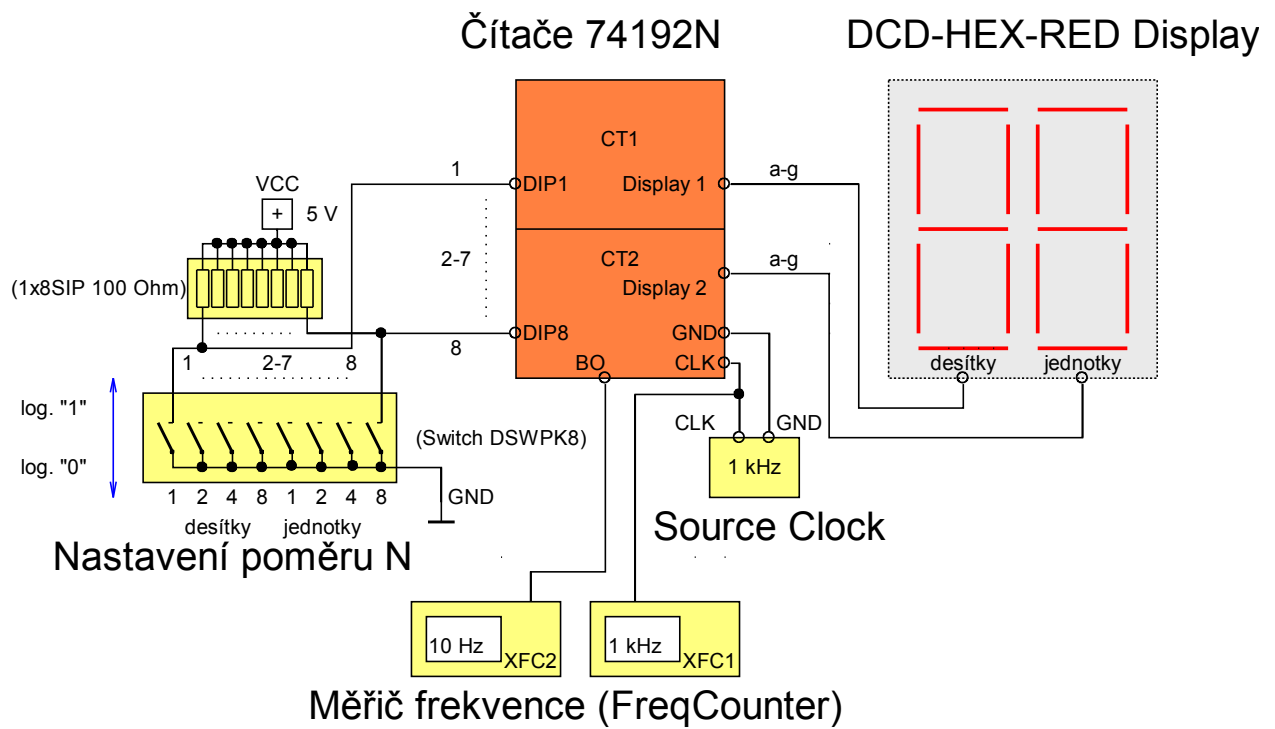 Čítače 74192N
DCD-HEX-RED Display
CT1
1
DIP1
Display 1
a-g
VCC
+
5 V
2-7
CT2
Display 2
a-g
(1x8SIP 100 Ohm)
8
DIP8
GND
BO
CLK
1
2-7
8
desítky
jednotky
log. "1"
log. "0"
(Switch DSWPK8)
CLK
GND
1 kHz
1 2 4 8 1 2 4 8
GND
desítky
jednotky
Source Clock
Nastavení poměru N
10 Hz
XFC2
1 kHz
XFC1
Měřič frekvence (FreqCounter)